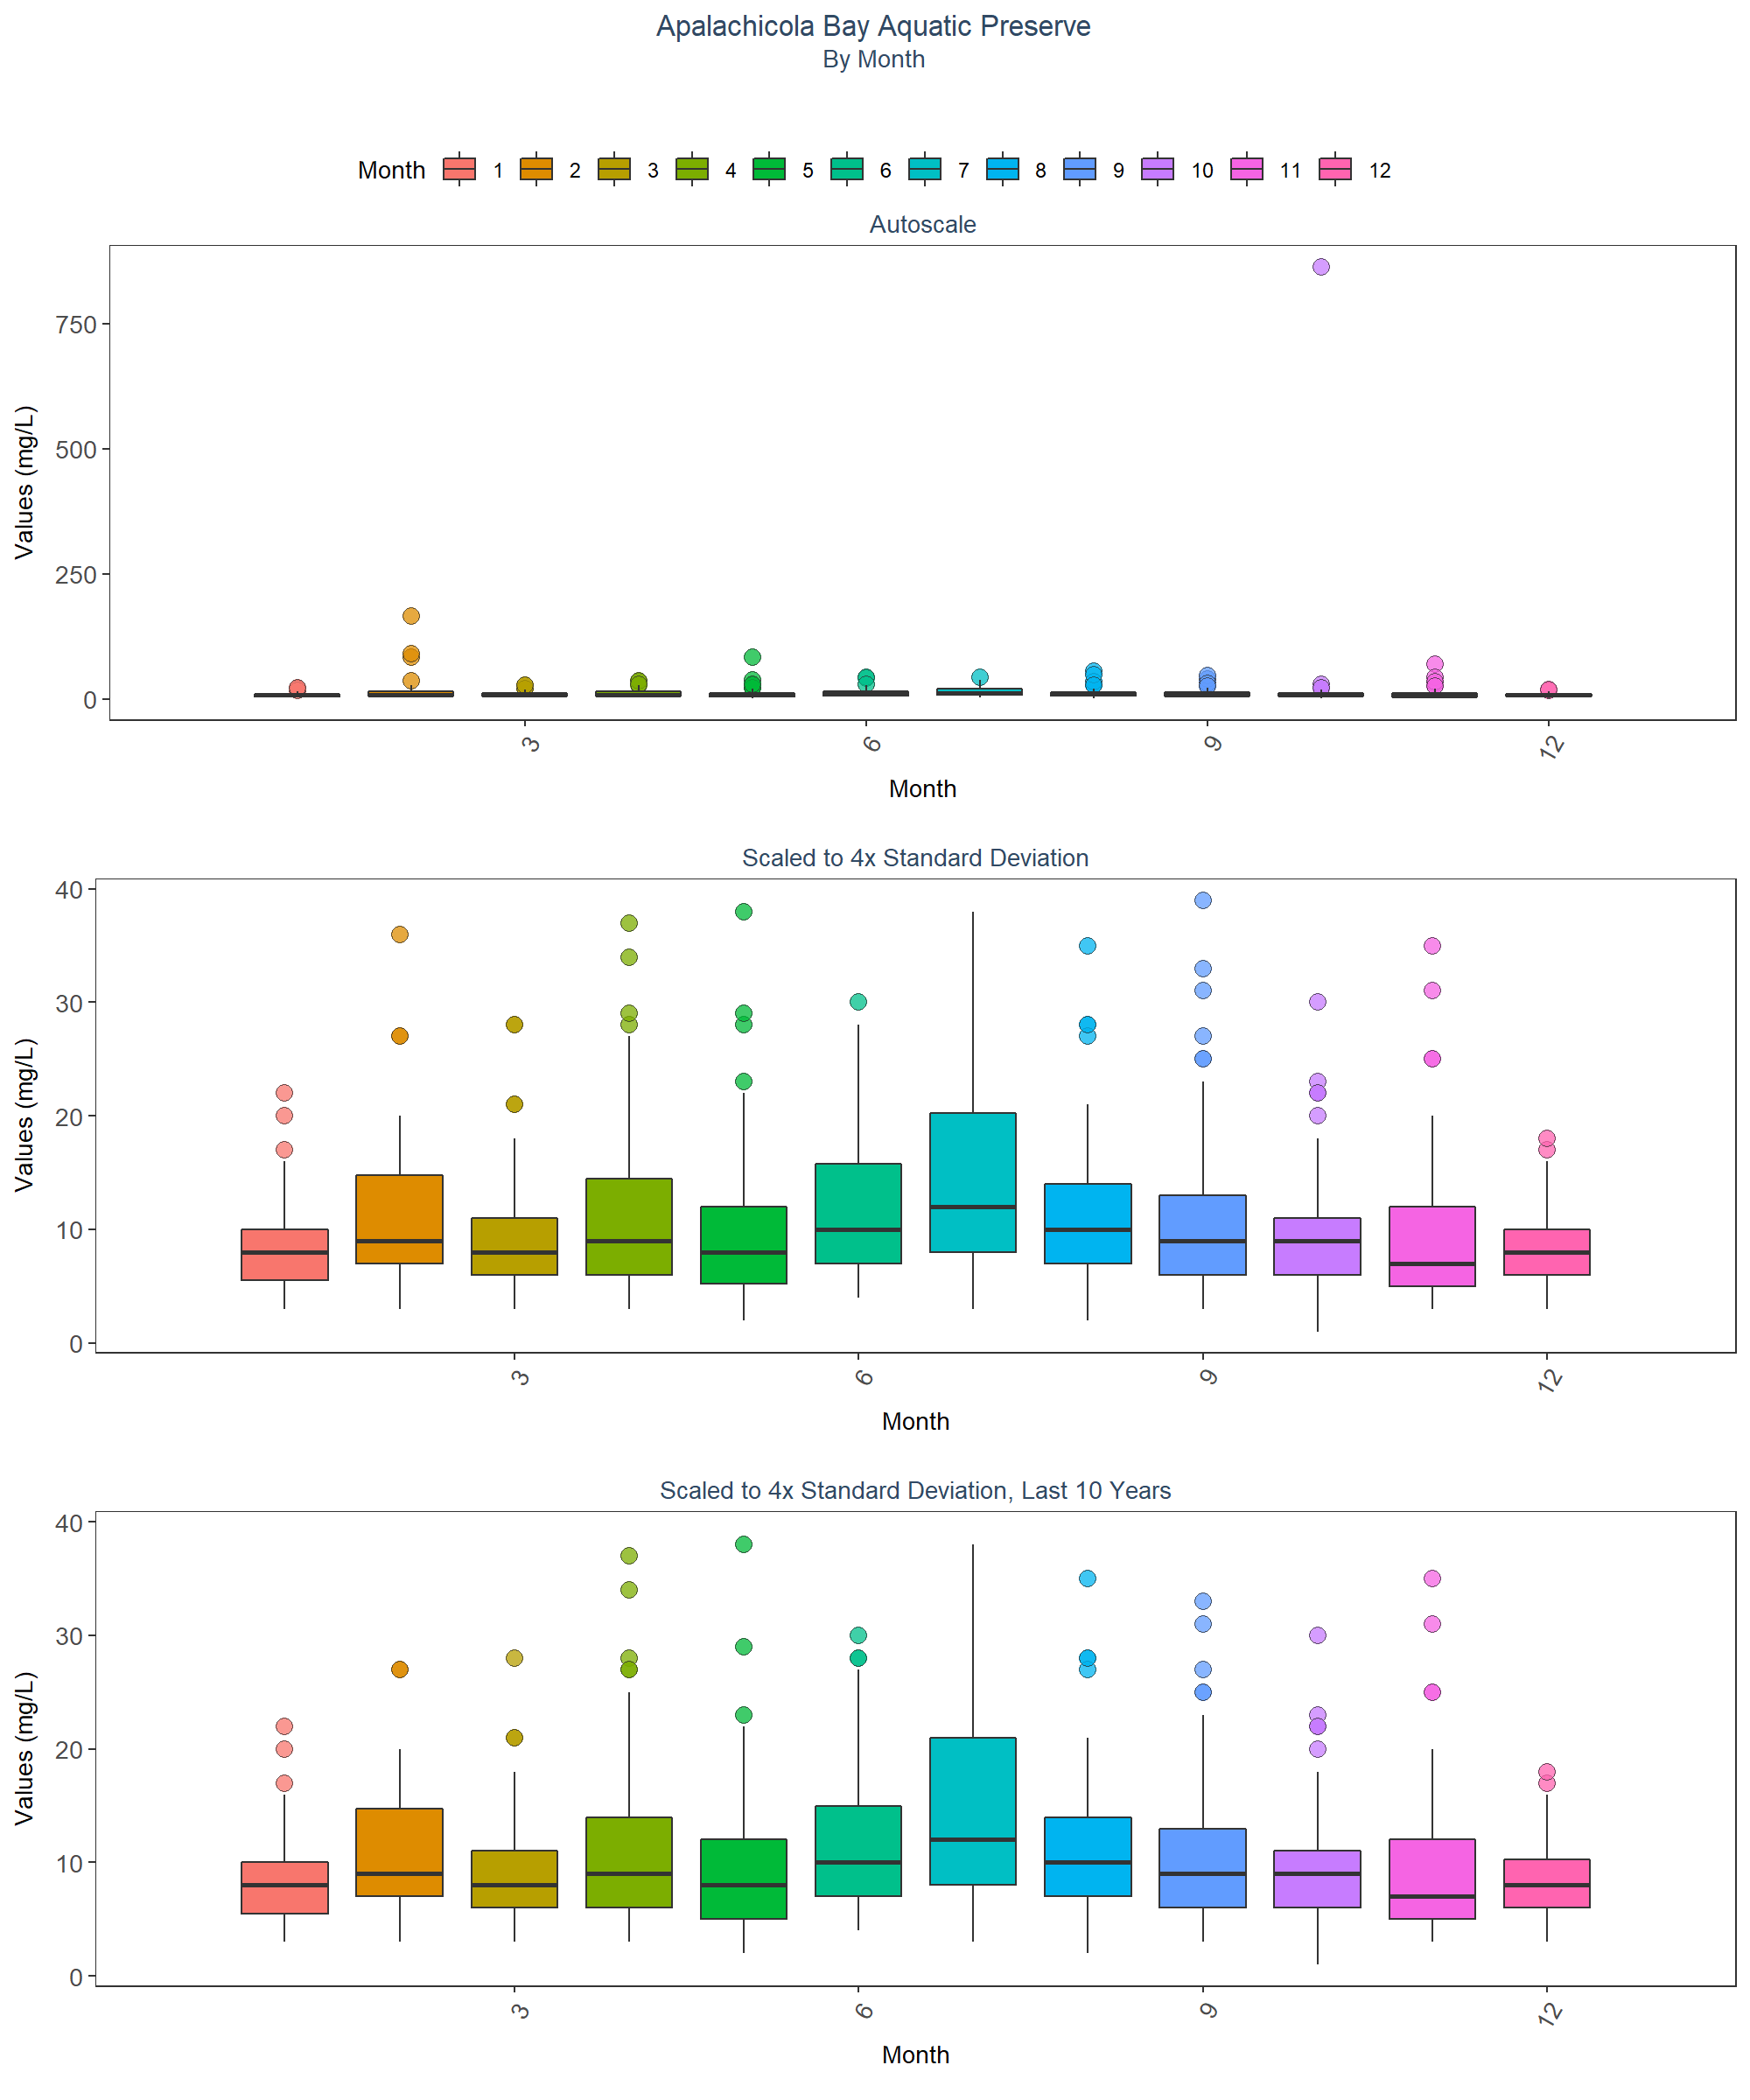 Apalachicola Bay Aquatic Preserve
By Month
Month 1 2 3 4 5 6 7 8 9 10 11 12
Autoscale
Values (mg/L)
750
500
250
0
3 6 9 12
Month
Scaled to 4x Standard Deviation
Values (mg/L)
40
30
20
10
0
3 6 9 12
Month
Scaled to 4x Standard Deviation, Last 10 Years
Values (mg/L)
40
30
20
10
0
3 6 9 12
Month